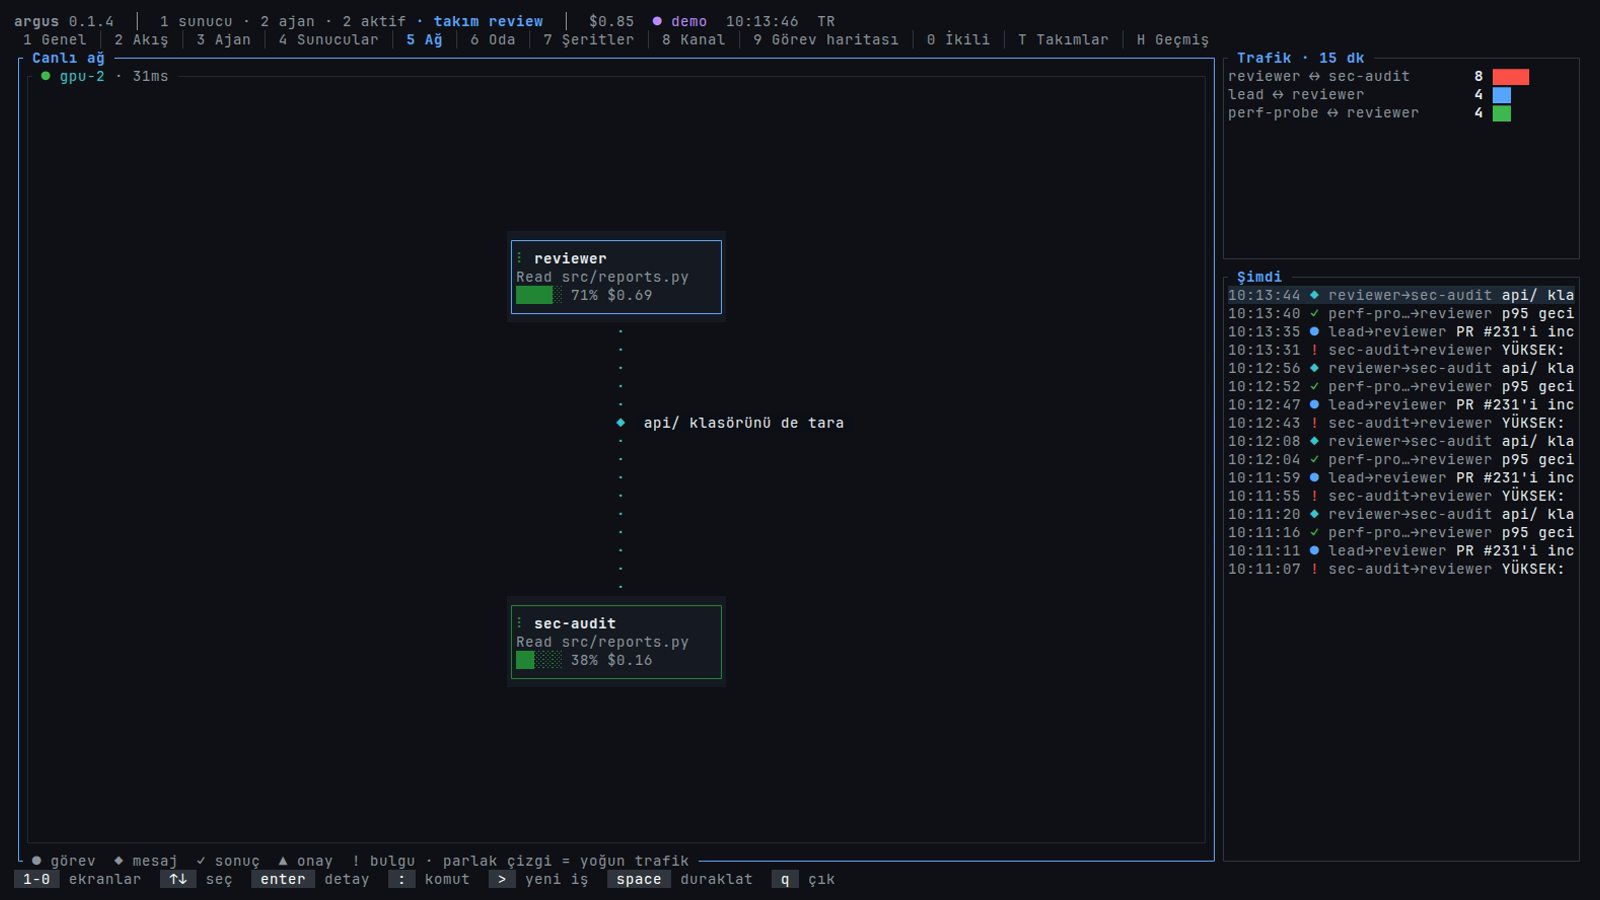 argus 0.1.4 │ 1 sunucu · 2 ajan · 2 aktif · takım review │ $0.85 ● demo 10:13:46 TR
1 Genel │ 2 Akış │ 3 Ajan │ 4 Sunucular │ 5 Ağ │ 6 Oda │ 7 Şeritler │ 8 Kanal │ 9 Görev haritası │ 0 İkili │ T Takımlar │ H Geçmiş
Canlı ağ
● gpu-2 · 31ms
reviewer
Read src/reports.py
71% $0.69
◆ api/ klasörünü de tara
sec-audit
Read src/reports.py
38% $0.16
● görev ◆ mesaj ✓ sonuç ▲ onay ! bulgu · parlak çizgi = yoğun trafik
Trafik · 15 dk
reviewer ↔ sec-audit 8
lead ↔ reviewer 4
perf-probe ↔ reviewer 4
Şimdi
10:13:44 ◆ reviewer→sec-audit api/ kla
10:13:40 ✓ perf-pro…→reviewer p95 geci
10:13:35 ● lead→reviewer PR #231'i inc
10:13:31 ! sec-audit→reviewer YÜKSEK:
10:12:56 ◆ reviewer→sec-audit api/ kla
10:12:52 ✓ perf-pro…→reviewer p95 geci
10:12:47 ● lead→reviewer PR #231'i inc
10:12:43 ! sec-audit→reviewer YÜKSEK:
10:12:08 ◆ reviewer→sec-audit api/ kla
10:12:04 ✓ perf-pro…→reviewer p95 geci
10:11:59 ● lead→reviewer PR #231'i inc
10:11:55 ! sec-audit→reviewer YÜKSEK:
10:11:20 ◆ reviewer→sec-audit api/ kla
10:11:16 ✓ perf-pro…→reviewer p95 geci
10:11:11 ● lead→reviewer PR #231'i inc
10:11:07 ! sec-audit→reviewer YÜKSEK:
1-0 ekranlar ↑↓ seç enter detay : komut > yeni iş space duraklat q çık